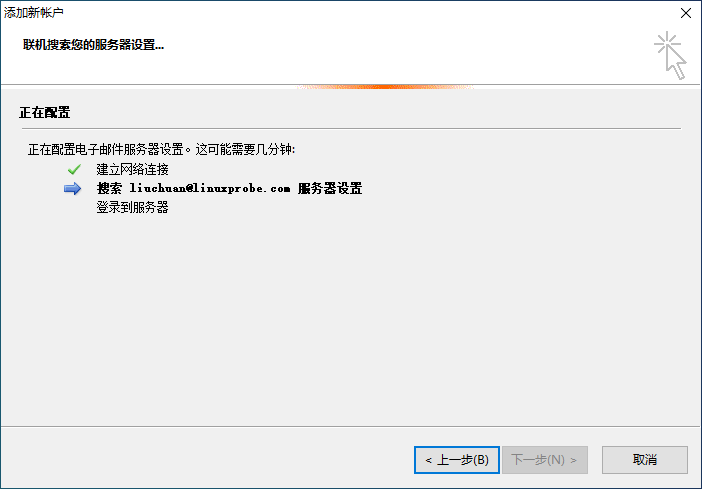 添加新帐户
联机搜索您的服务器设置...
正在配置
正在配置电子邮件服务器设置。这可能需要几分钟:
建立网络连接
搜索 liuchuan@linuxprobe.com 服务器设置
登录到服务器
< 上一步(B)
下一步(N) >
取消